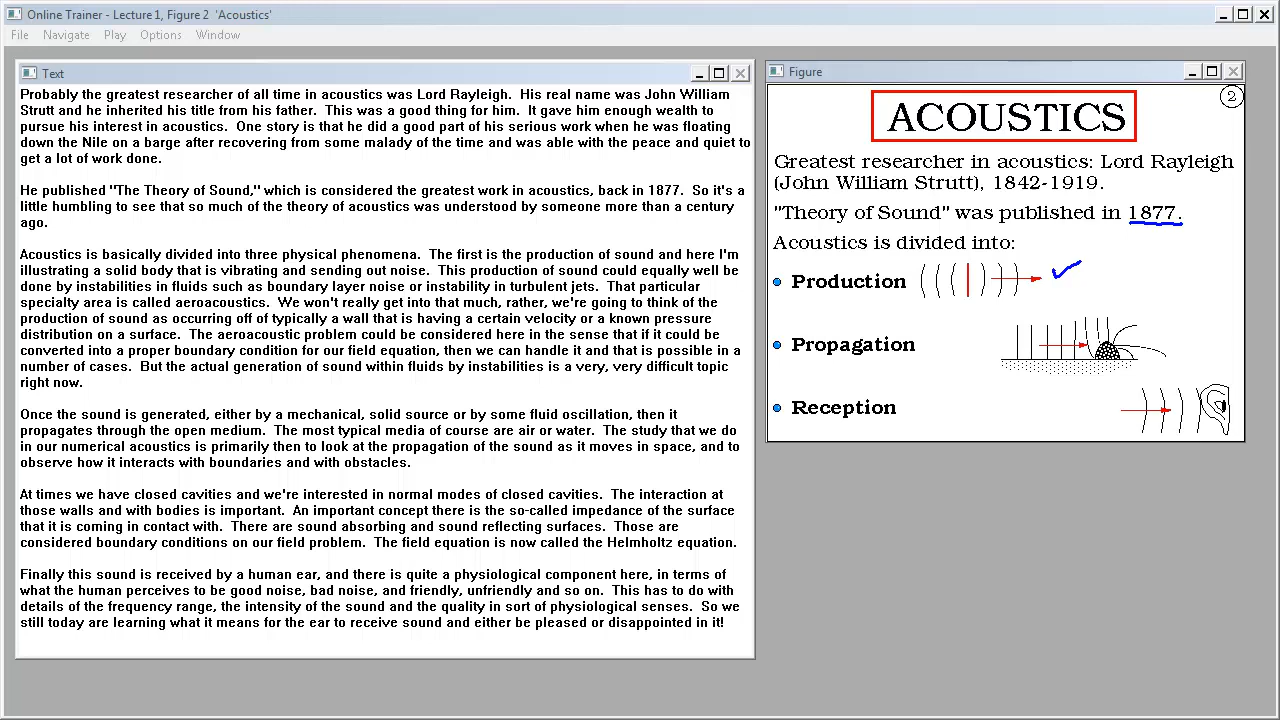 Online Trainer - Lecture 1, Figure 2 'Acoustics'
File Navigate Play Options Window
Text
Probably the greatest researcher of all time in acoustics was Lord Rayleigh. His real name was John William
Strutt and he inherited his title from his father. This was a good thing for him. It gave him enough wealth to
pursue his interest in acoustics. One story is that he did a good part of his serious work when he was floating
down the Nile on a barge after recovering from some malady of the time and was able with the peace and quiet to
get a lot of work done.
He published "The Theory of Sound," which is considered the greatest work in acoustics, back in 1877. So it's a
little humbling to see that so much of the theory of acoustics was understood by someone more than a century
ago.
Acoustics is basically divided into three physical phenomena. The first is the production of sound and here I'm
illustrating a solid body that is vibrating and sending out noise. This production of sound could equally well be
done by instabilities in fluids such as boundary layer noise or instability in turbulent jets. That particular
specialty area is called aeroacoustics. We won't really get into that much, rather, we're going to think of the
production of sound as occurring off of typically a wall that is having a certain velocity or a known pressure
distribution on a surface. The aeroacoustic problem could be considered here in the sense that if it could be
converted into a proper boundary condition for our field equation, then we can handle it and that is possible in a
number of cases. But the actual generation of sound within fluids by instabilities is a very, very difficult topic
right now.
Once the sound is generated, either by a mechanical, solid source or by some fluid oscillation, then it
propagates through the open medium. The most typical media of course are air or water. The study that we do
in our numerical acoustics is primarily then to look at the propagation of the sound as it moves in space, and to
observe how it interacts with boundaries and with obstacles.
At times we have closed cavities and we're interested in normal modes of closed cavities. The interaction at
those walls and with bodies is important. An important concept there is the so-called impedance of the surface
that it is coming in contact with. There are sound absorbing and sound reflecting surfaces. Those are
considered boundary conditions on our field problem. The field equation is now called the Helmholtz equation.
Finally this sound is received by a human ear, and there is quite a physiological component here, in terms of
what the human perceives to be good noise, bad noise, and friendly, unfriendly and so on. This has to do with
details of the frequency range, the intensity of the sound and the quality in sort of physiological senses. So we
still today are learning what it means for the ear to receive sound and either be pleased or disappointed in it!
Figure
2
ACOUSTICS
Greatest researcher in acoustics: Lord Rayleigh
(John William Strutt), 1842-1919.
"Theory of Sound" was published in 1877.
Acoustics is divided into:
Production
Propagation
Reception